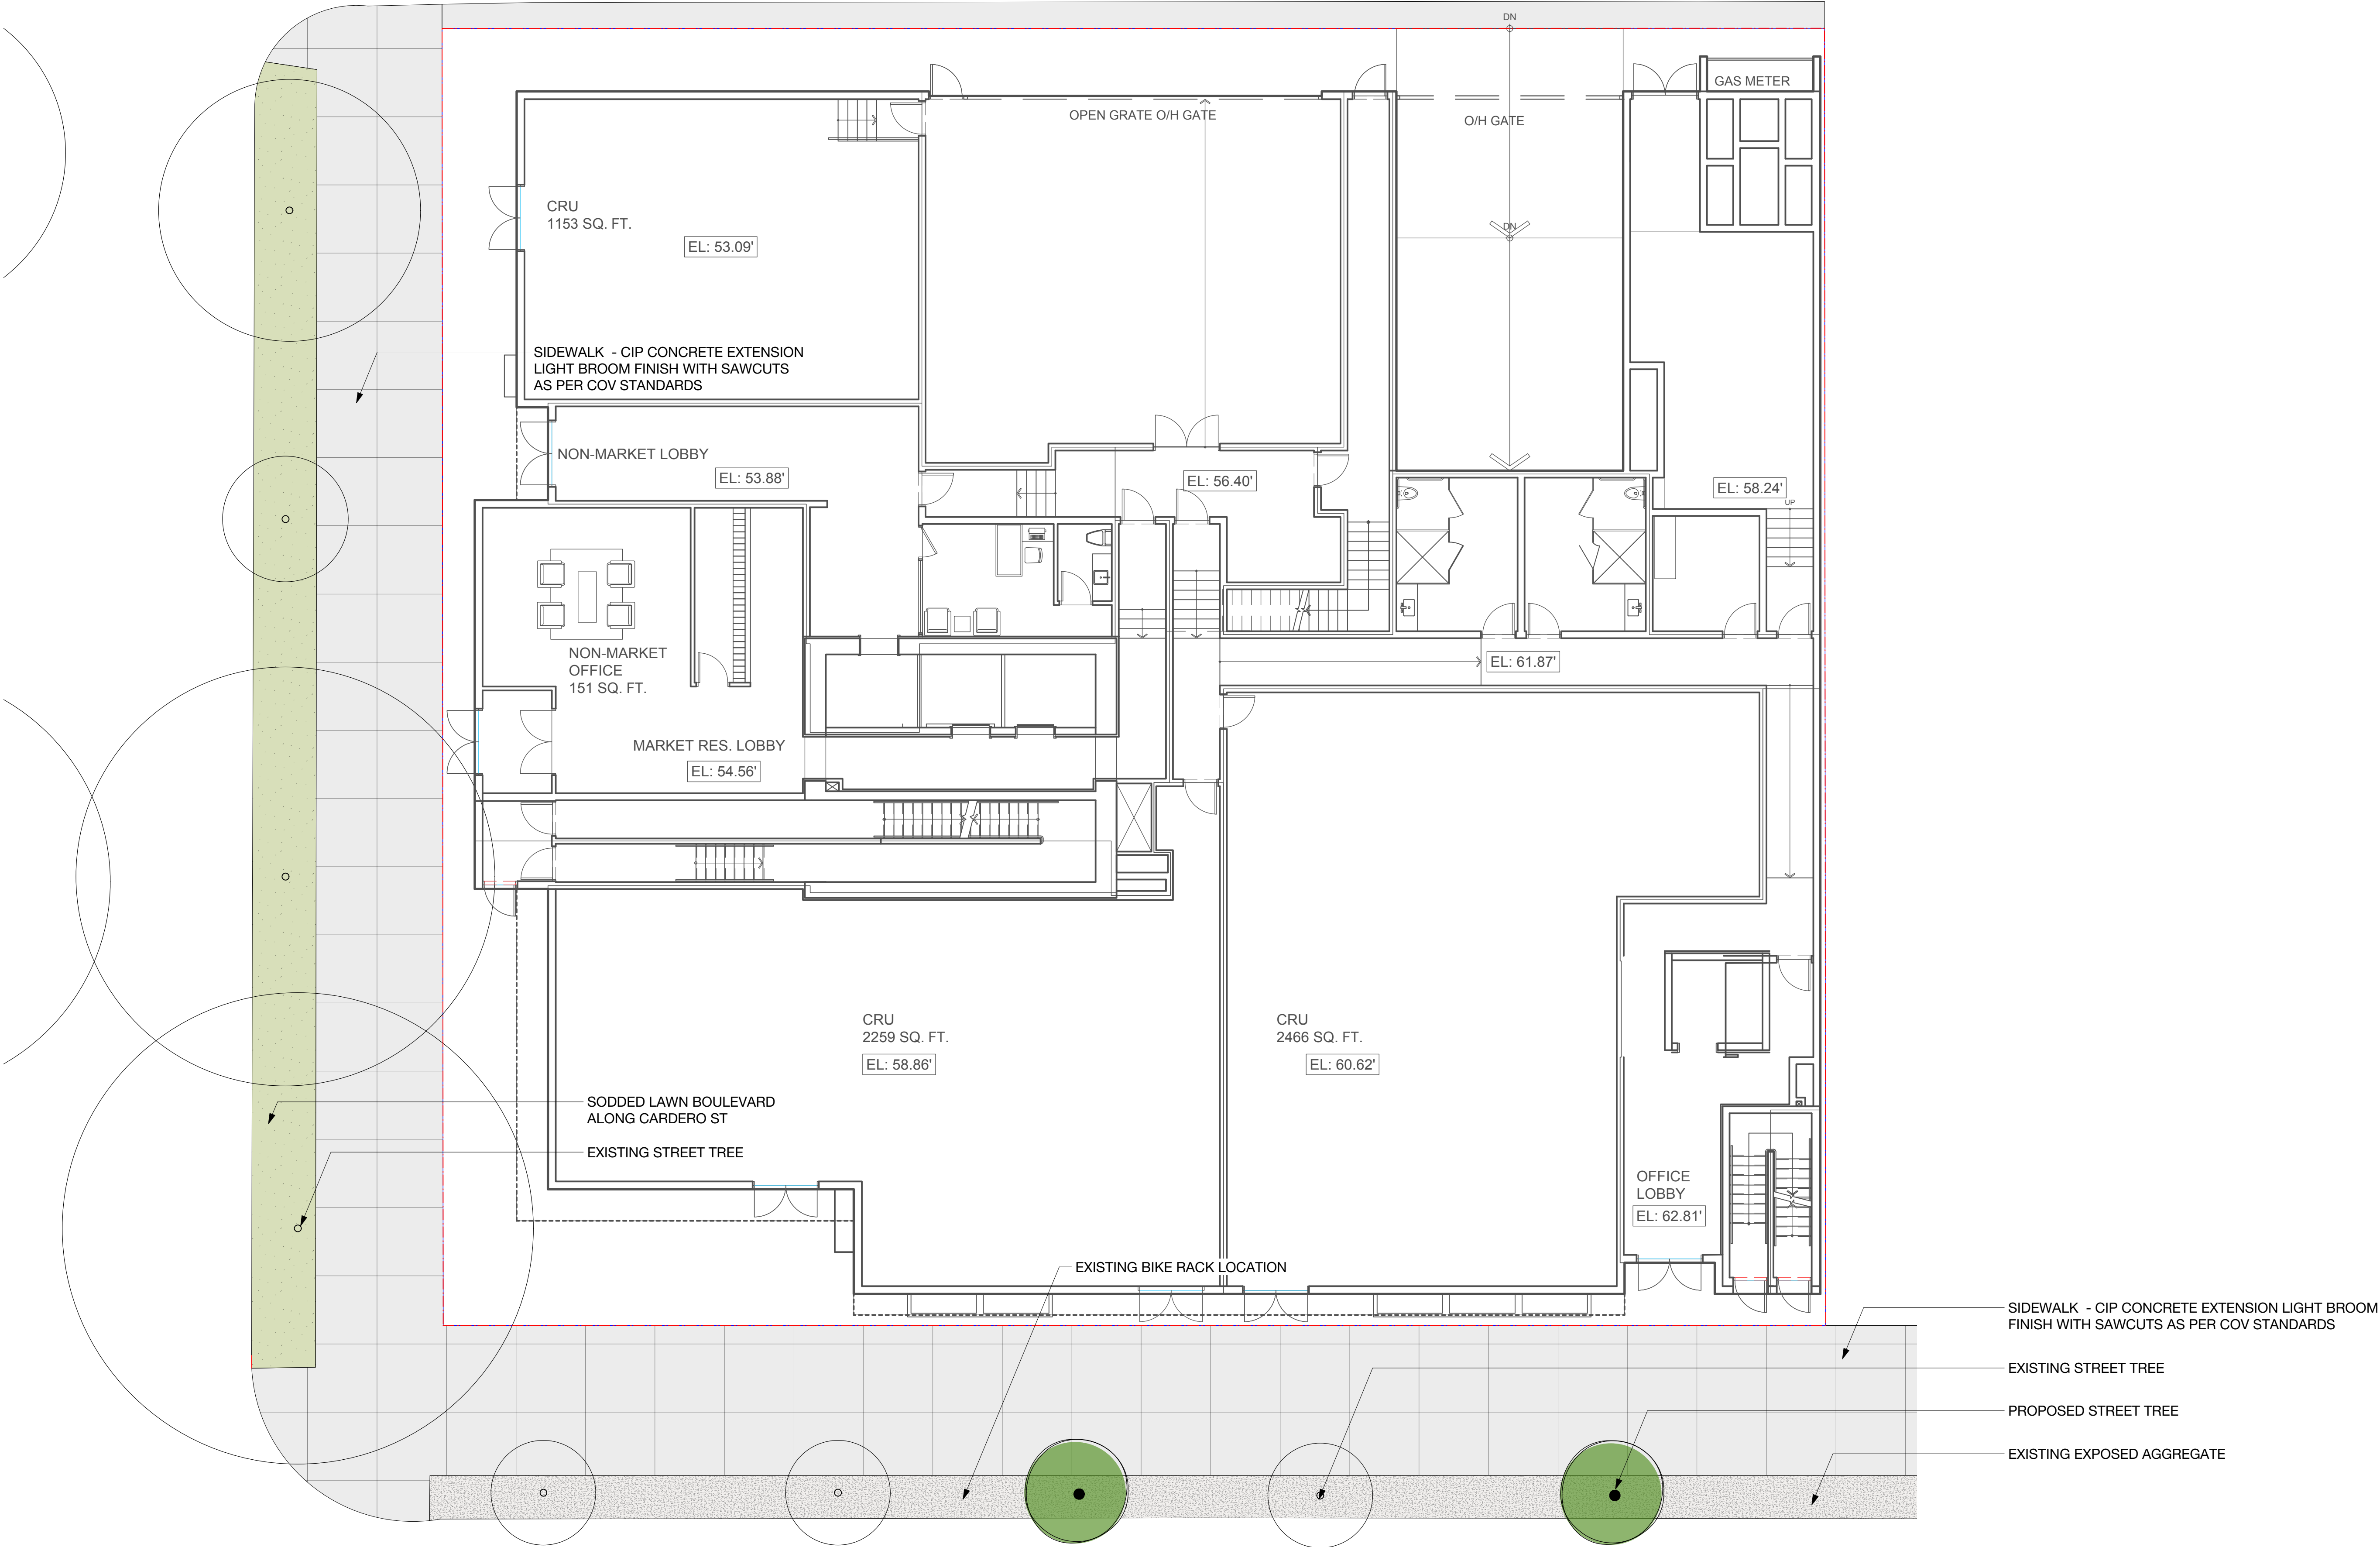 DN
GAS METER
OPEN GRATE O/H GATE
O/H GATE
CRU
1153 SQ. FT.
DN
EL: 53.09'
SIDEWALK - CIP CONCRETE EXTENSION
LIGHT BROOM FINISH WITH SAWCUTS
AS PER COV STANDARDS
NON-MARKET LOBBY
EL: 53.88'
EL: 56.40'
EL: 58.24'
UP
NON-MARKET
OFFICE
151 SQ. FT.
EL: 61.87'
MARKET RES. LOBBY
EL: 54.56'
CRU
2259 SQ. FT.
EL: 58.86'
CRU
2466 SQ. FT.
EL: 60.62'
SODDED LAWN BOULEVARD
ALONG CARDERO ST
EXISTING STREET TREE
OFFICE
LOBBY
EL: 62.81'
EXISTING BIKE RACK LOCATION
SIDEWALK - CIP CONCRETE EXTENSION LIGHT BROOM
FINISH WITH SAWCUTS AS PER COV STANDARDS
EXISTING STREET TREE
PROPOSED STREET TREE
EXISTING EXPOSED AGGREGATE